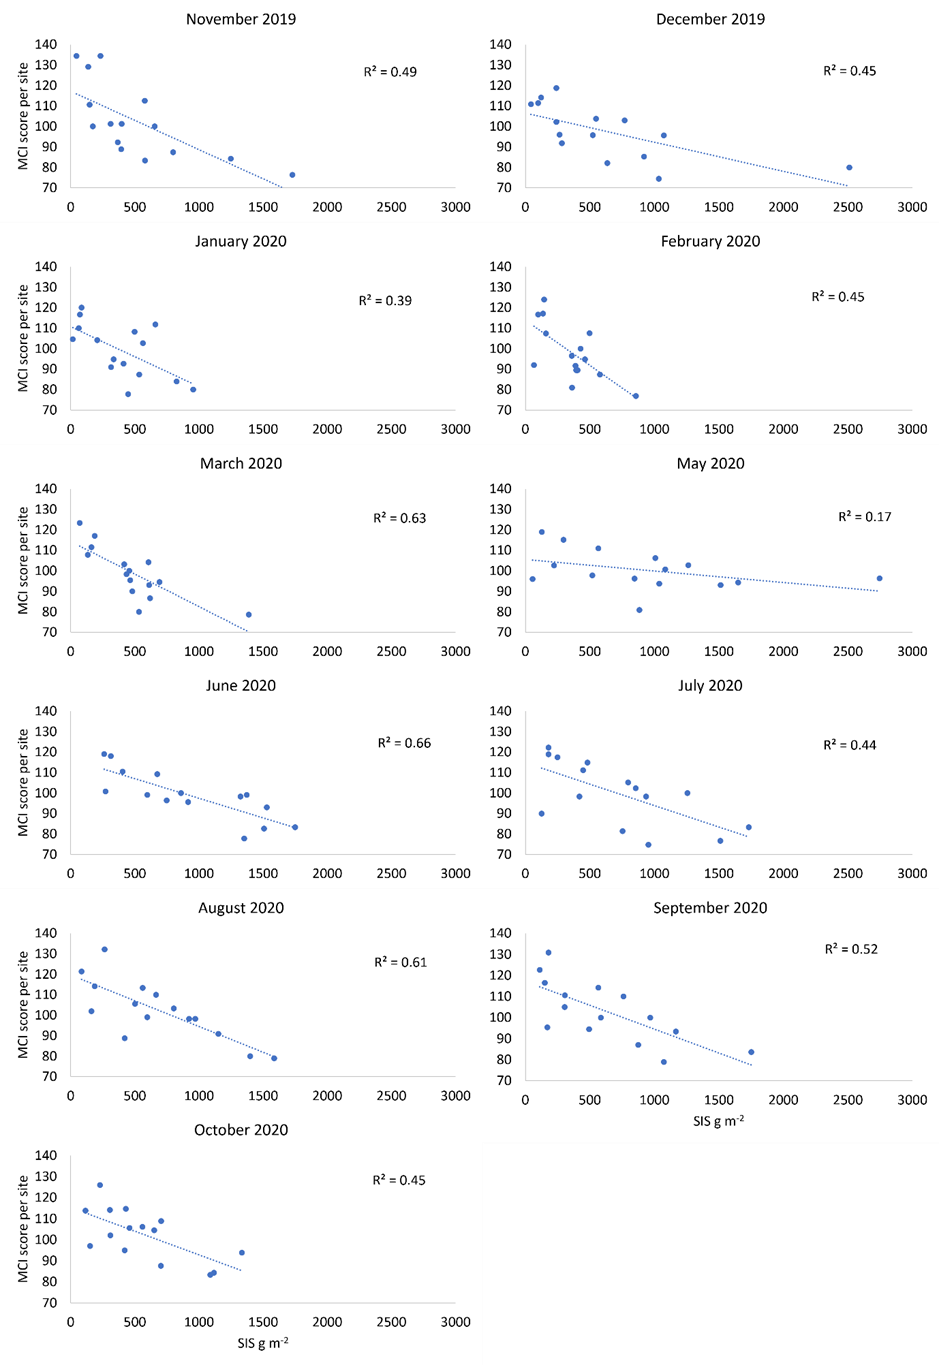 November 2019
MCI score per site
140
130
120
110
100
90
80
70
R² = 0.49
0 500 1000 1500 2000 2500 3000
December 2019
140
130
120
110
100
90
80
70
R² = 0.45
0 500 1000 1500 2000 2500 3000
January 2020
MCI score per site
140
130
120
110
100
90
80
70
R² = 0.39
0 500 1000 1500 2000 2500 3000
February 2020
140
130
120
110
100
90
80
70
R² = 0.45
0 500 1000 1500 2000 2500 3000
March 2020
MCI score per site
140
130
120
110
100
90
80
70
R² = 0.63
0 500 1000 1500 2000 2500 3000
May 2020
140
130
120
110
100
90
80
70
R² = 0.17
0 500 1000 1500 2000 2500 3000
June 2020
MCI score per site
140
130
120
110
100
90
80
70
R² = 0.66
0 500 1000 1500 2000 2500 3000
July 2020
140
130
120
110
100
90
80
70
R² = 0.44
0 500 1000 1500 2000 2500 3000
August 2020
MCI score per site
140
130
120
110
100
90
80
70
R² = 0.61
0 500 1000 1500 2000 2500 3000
September 2020
140
130
120
110
100
90
80
70
R² = 0.52
0 500 1000 1500 2000 2500 3000
SIS g m⁻²
October 2020
MCI score per site
140
130
120
110
100
90
80
70
R² = 0.45
0 500 1000 1500 2000 2500 3000
SIS g m⁻²